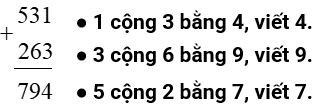 531
+
263
794
● 1 cộng 3 bằng 4, viết 4.
● 3 cộng 6 bằng 9, viết 9.
● 5 cộng 2 bằng 7, viết 7.